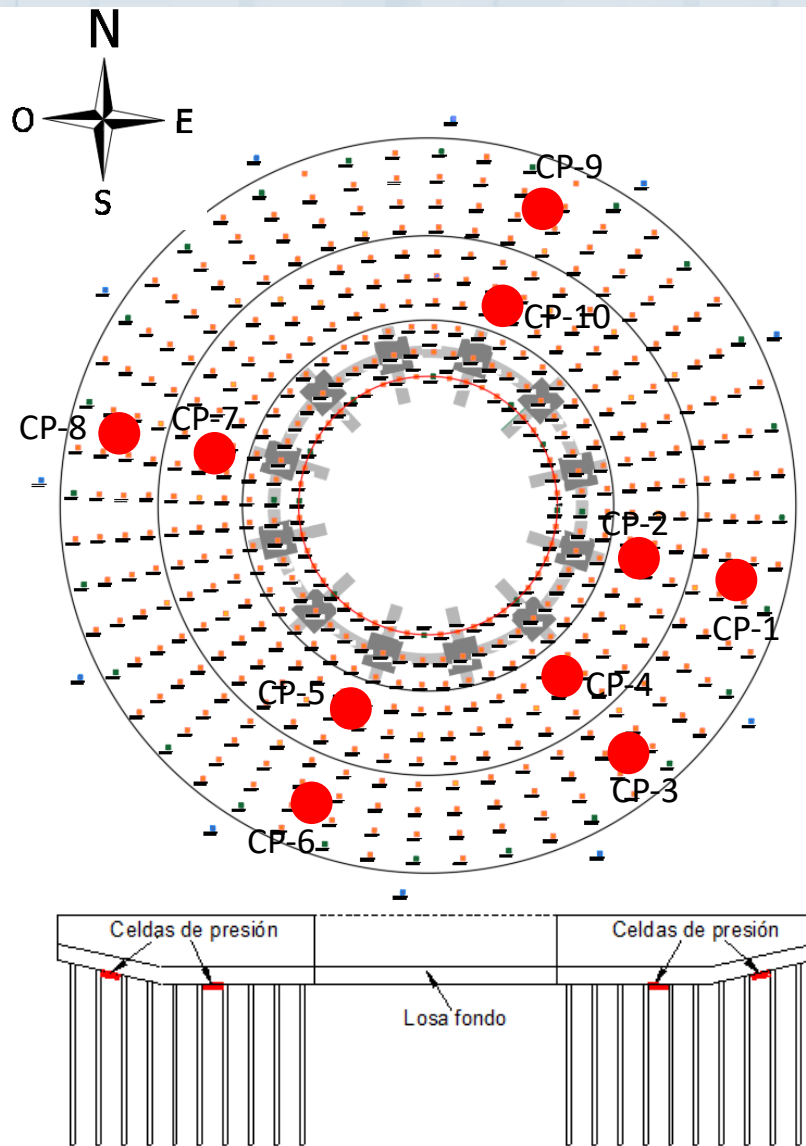 N
O
E
S
CP-9
CP-10
CP-8
CP-7
CP-2
CP-1
CP-4
CP-5
CP-3
CP-6
Celdas de presión
Celdas de presión
Losa fondo